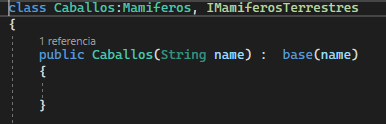 class Caballos:Mamiferos, IMamiferosTerrestres
{
1 referencia
public Caballos(String name) : base(name)
{
}